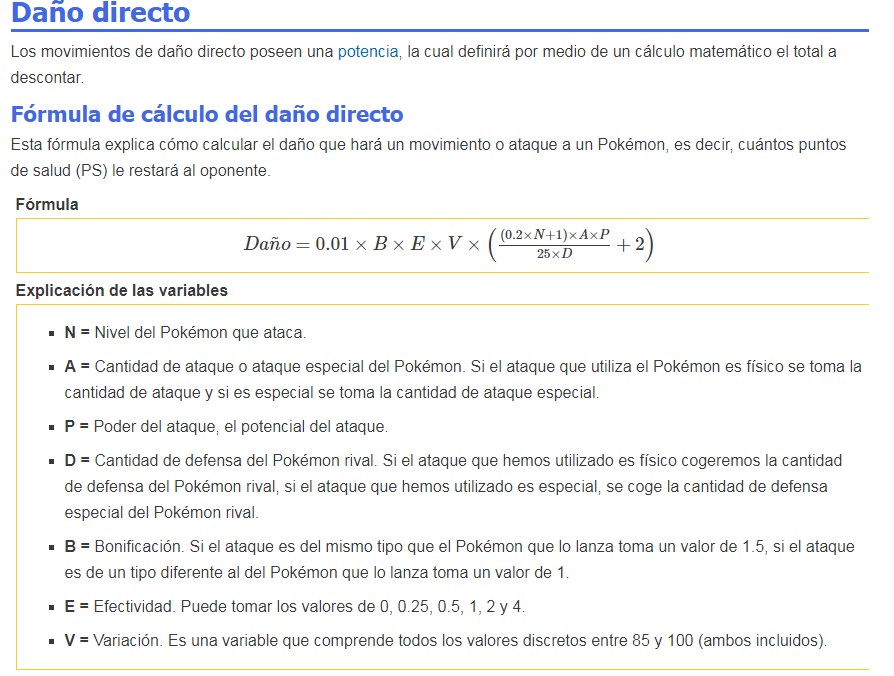 Daño directo
Los movimientos de daño directo poseen una potencia, la cual definirá por medio de un cálculo matemático el total a
descontar.
Fórmula de cálculo del daño directo
Esta fórmula explica cómo calcular el daño que hará un movimiento o ataque a un Pokémon, es decir, cuántos puntos
de salud (PS) le restará al oponente.
Fórmula
Daño = 0.01 × B × E × V × ( (0.2×N+1)×A×P / 25×D + 2 )
Explicación de las variables
▪ N = Nivel del Pokémon que ataca.
▪ A = Cantidad de ataque o ataque especial del Pokémon. Si el ataque que utiliza el Pokémon es físico se toma la
cantidad de ataque y si es especial se toma la cantidad de ataque especial.
▪ P = Poder del ataque, el potencial del ataque.
▪ D = Cantidad de defensa del Pokémon rival. Si el ataque que hemos utilizado es físico cogeremos la cantidad
de defensa del Pokémon rival, si el ataque que hemos utilizado es especial, se coge la cantidad de defensa
especial del Pokémon rival.
▪ B = Bonificación. Si el ataque es del mismo tipo que el Pokémon que lo lanza toma un valor de 1.5, si el ataque
es de un tipo diferente al del Pokémon que lo lanza toma un valor de 1.
▪ E = Efectividad. Puede tomar los valores de 0, 0.25, 0.5, 1, 2 y 4.
▪ V = Variación. Es una variable que comprende todos los valores discretos entre 85 y 100 (ambos incluidos).